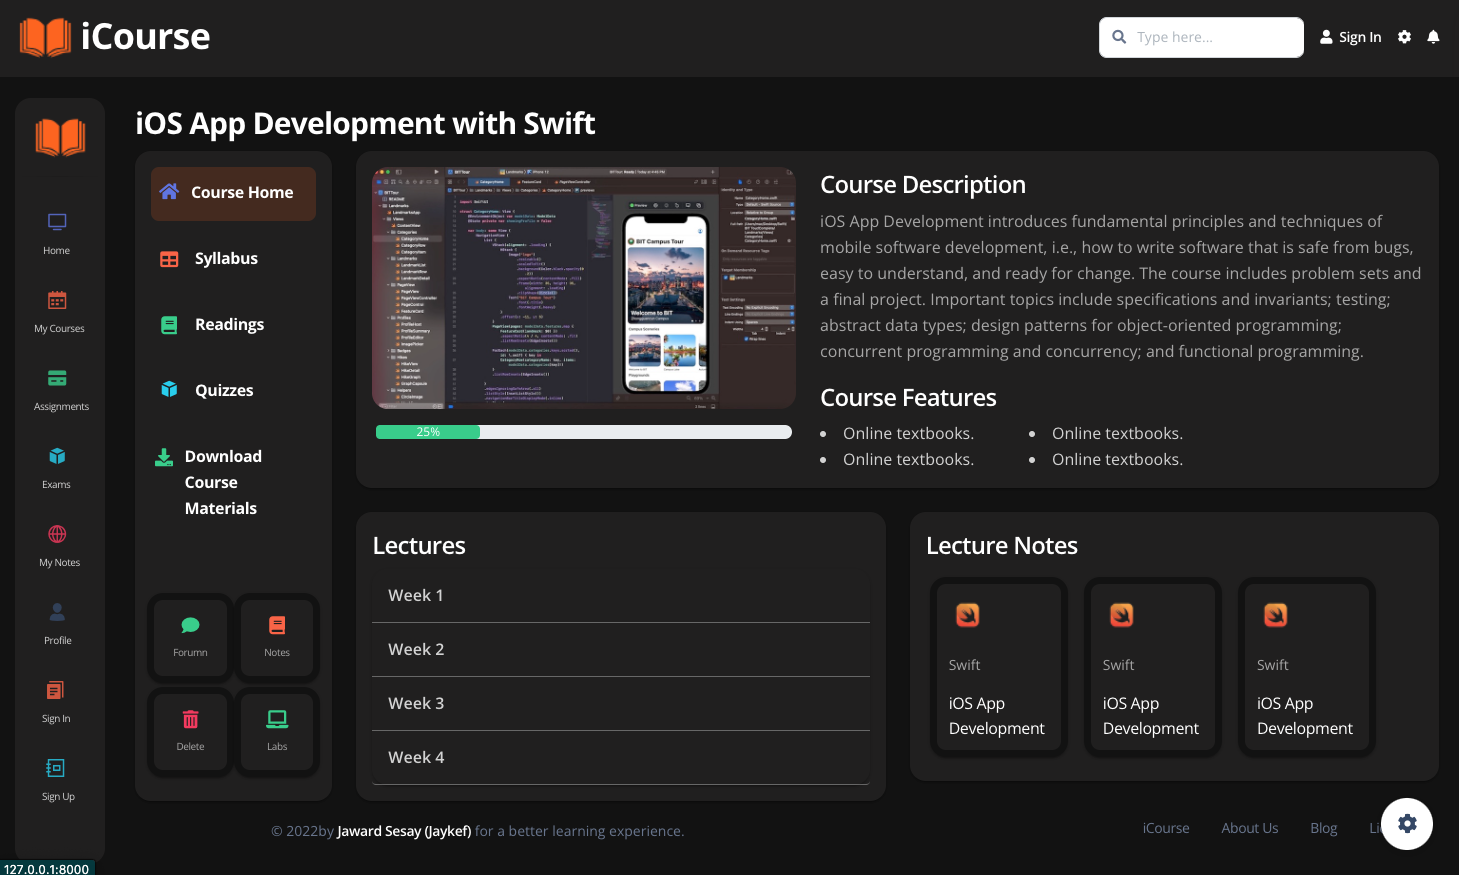 iCourse
Type here...
Sign In
iOS App Development with Swift
Home
My Courses
Assignments
Exams
My Notes
Profile
Sign In
Sign Up
Course Home
Syllabus
Readings
Quizzes
Download
Course
Materials
Forumn
Notes
Delete
Labs
BIT Campus Tour
Welcome to BIT
25%
Course Description
iOS App Development introduces fundamental principles and techniques of
mobile software development, i.e., how to write software that is safe from bugs,
easy to understand, and ready for change. The course includes problem sets and
a final project. Important topics include specifications and invariants; testing;
abstract data types; design patterns for object-oriented programming;
concurrent programming and concurrency; and functional programming.
Course Features
Online textbooks.
Online textbooks.
Online textbooks.
Online textbooks.
Lectures
Week 1
Week 2
Week 3
Week 4
Lecture Notes
Swift
iOS App
Development
Swift
iOS App
Development
Swift
iOS App
Development
© 2022by Jaward Sesay (Jaykef) for a better learning experience.
iCourse
About Us
Blog
127.0.0.1:8000